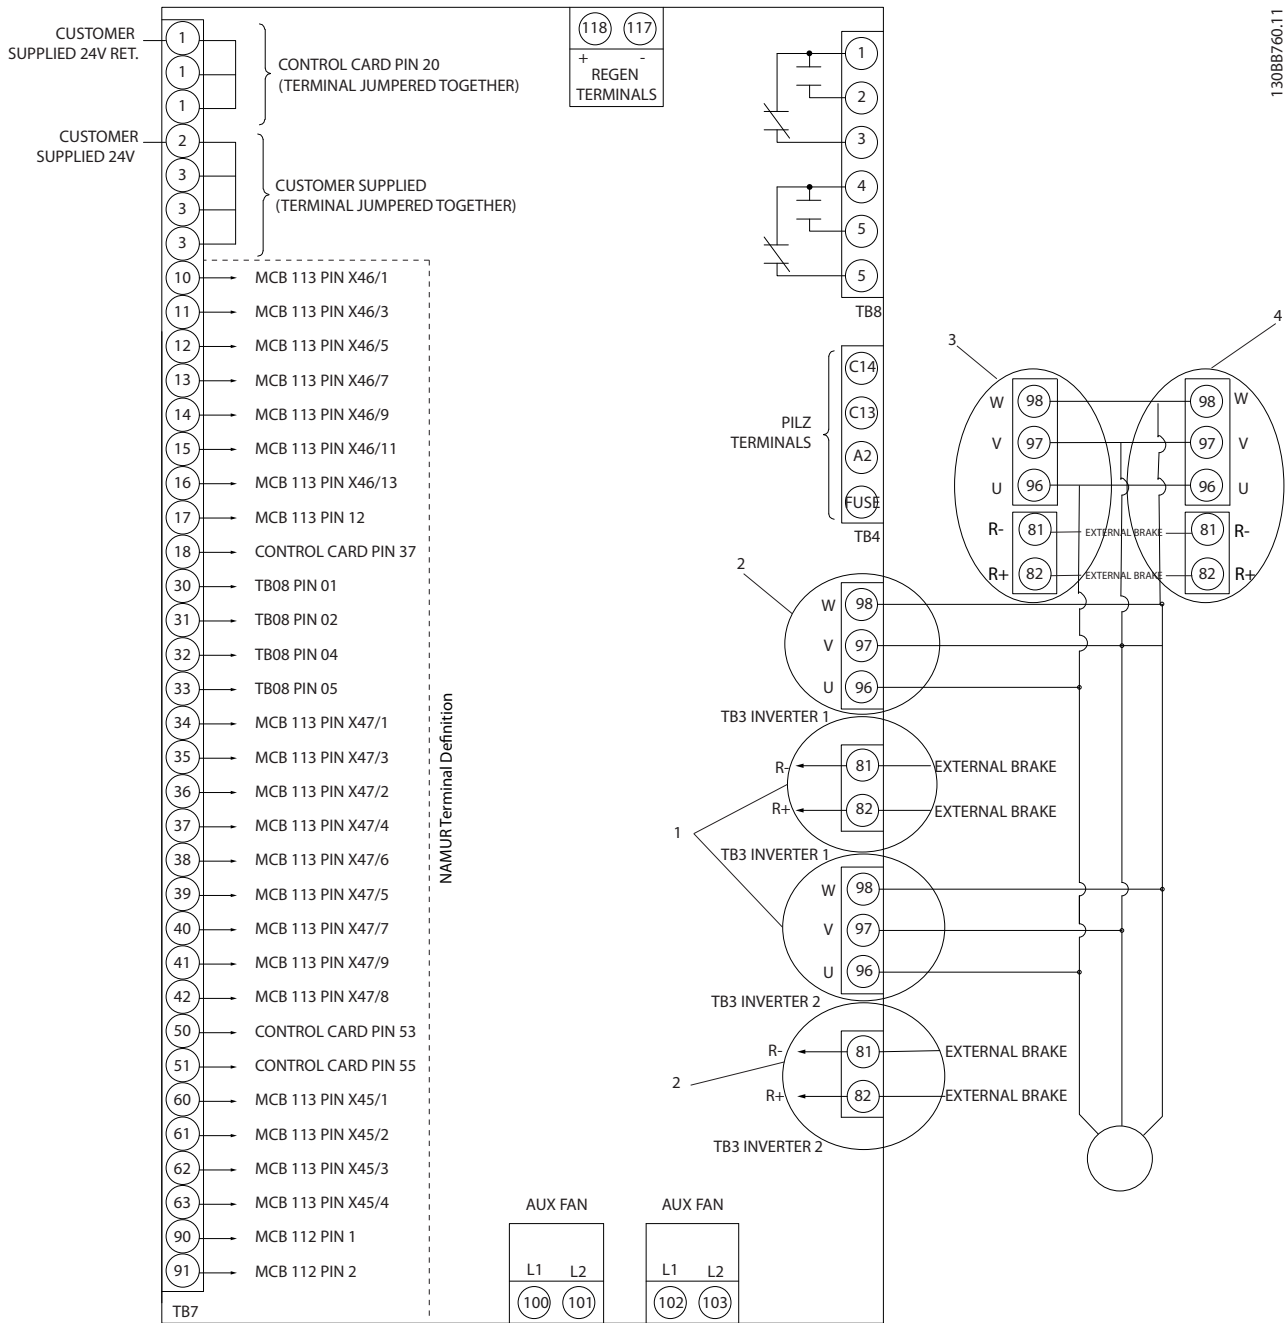 130BB760.11
CUSTOMER
SUPPLIED 24V RET.
1
1
1
CONTROL CARD PIN 20
(TERMINAL JUMPERED TOGETHER)
CUSTOMER
SUPPLIED 24V
2
3
3
3
CUSTOMER SUPPLIED
(TERMINAL JUMPERED TOGETHER)
10 MCB 113 PIN X46/1
11 MCB 113 PIN X46/3
12 MCB 113 PIN X46/5
13 MCB 113 PIN X46/7
14 MCB 113 PIN X46/9
15 MCB 113 PIN X46/11
16 MCB 113 PIN X46/13
17 MCB 113 PIN 12
18 CONTROL CARD PIN 37
30 TB08 PIN 01
31 TB08 PIN 02
32 TB08 PIN 04
33 TB08 PIN 05
34 MCB 113 PIN X47/1
35 MCB 113 PIN X47/3
36 MCB 113 PIN X47/2
37 MCB 113 PIN X47/4
38 MCB 113 PIN X47/6
39 MCB 113 PIN X47/5
40 MCB 113 PIN X47/7
41 MCB 113 PIN X47/9
42 MCB 113 PIN X47/8
50 CONTROL CARD PIN 53
51 CONTROL CARD PIN 55
60 MCB 113 PIN X45/1
61 MCB 113 PIN X45/2
62 MCB 113 PIN X45/3
63 MCB 113 PIN X45/4
90 MCB 112 PIN 1
91 MCB 112 PIN 2
TB7
NAMUR Terminal Definition
118 117
+ -
REGEN
TERMINALS
1
2
3
4
5
5
TB8
PILZ
TERMINALS
C14
C13
A2
FUSE
TB4
2
W 98
V 97
U 96
TB3 INVERTER 1
R- 81 EXTERNAL BRAKE
R+ 82 EXTERNAL BRAKE
1
TB3 INVERTER 1
W 98
V 97
U 96
TB3 INVERTER 2
R- 81 EXTERNAL BRAKE
2
R+ 82 EXTERNAL BRAKE
TB3 INVERTER 2
3
4
W 98 98 W
V 97 97 V
U 96 96 U
R- 81 EXTERNAL BRAKE 81 R-
R+ 82 EXTERNAL BRAKE 82 R+
AUX FAN
L1 L2
100 101
AUX FAN
L1 L2
102 103